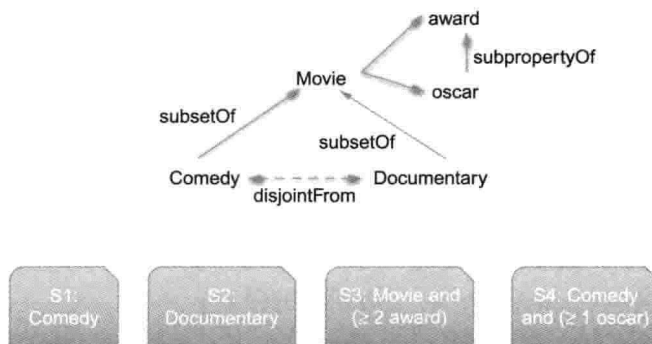 award
subpropertyOf
Movie
oscar
subsetOf
subsetOf
Comedy
Documentary
disjointFrom
S1:
Comedy
S2:
Documentary
S3: Movie and
(≥ 2 award)
S4: Comedy
and (≥ 1 oscar)